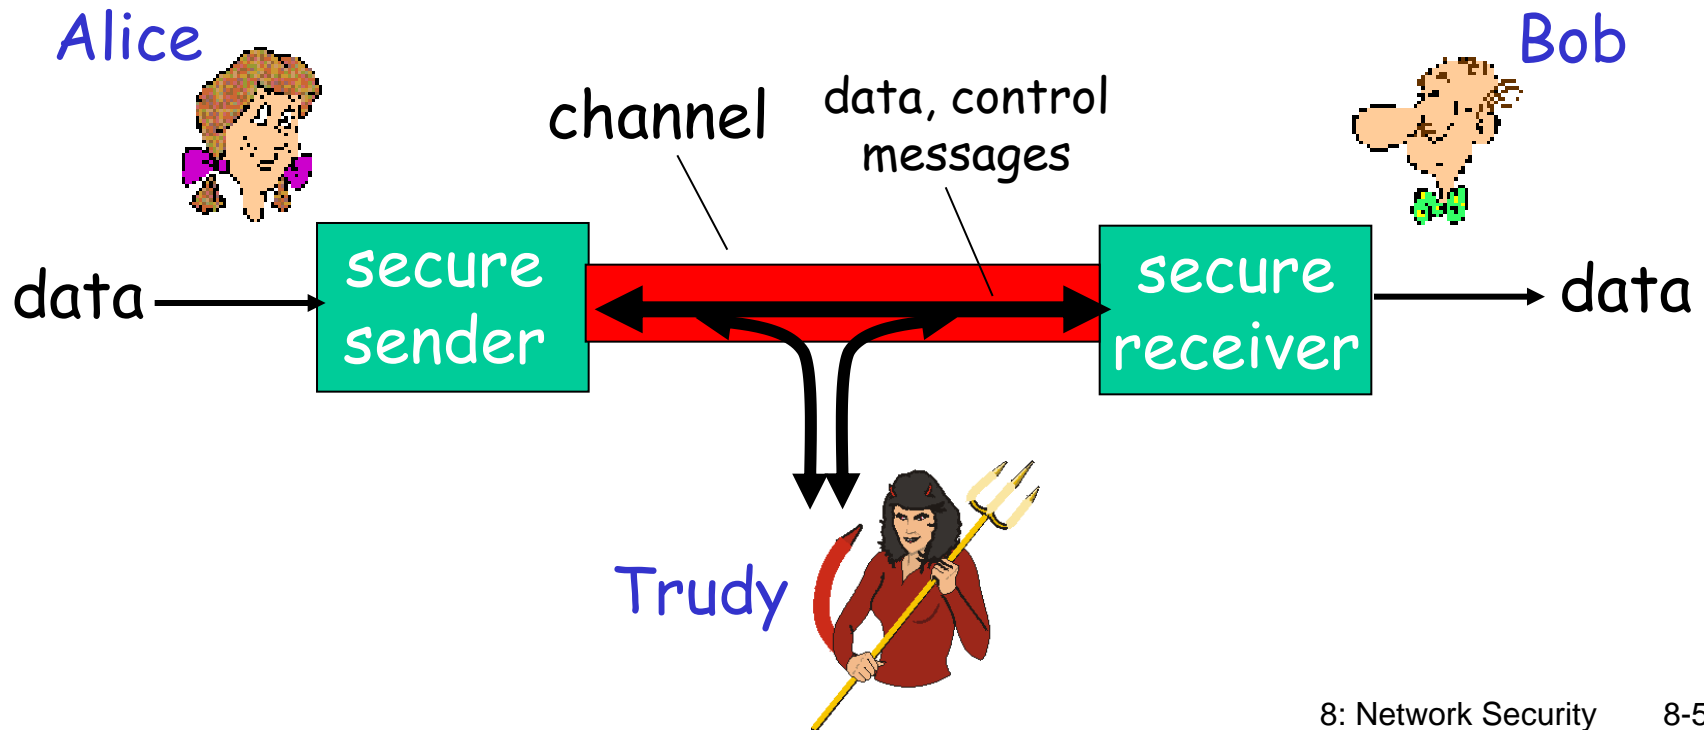 Alice
Bob
channel
data, control
messages
data
secure
sender
secure
receiver
data
Trudy
8: Network Security 8-5